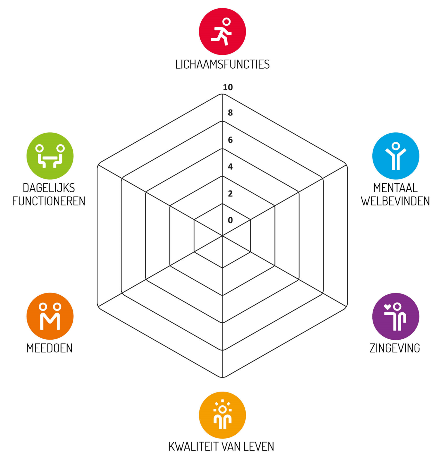 LICHAAMSFUNCTIES
10
8
6
4
2
0
DAGELIJKS
FUNCTIONEREN
MENTAAL
WELBEVINDEN
MEEDOEN
ZINGEVING
KWALITEIT VAN LEVEN